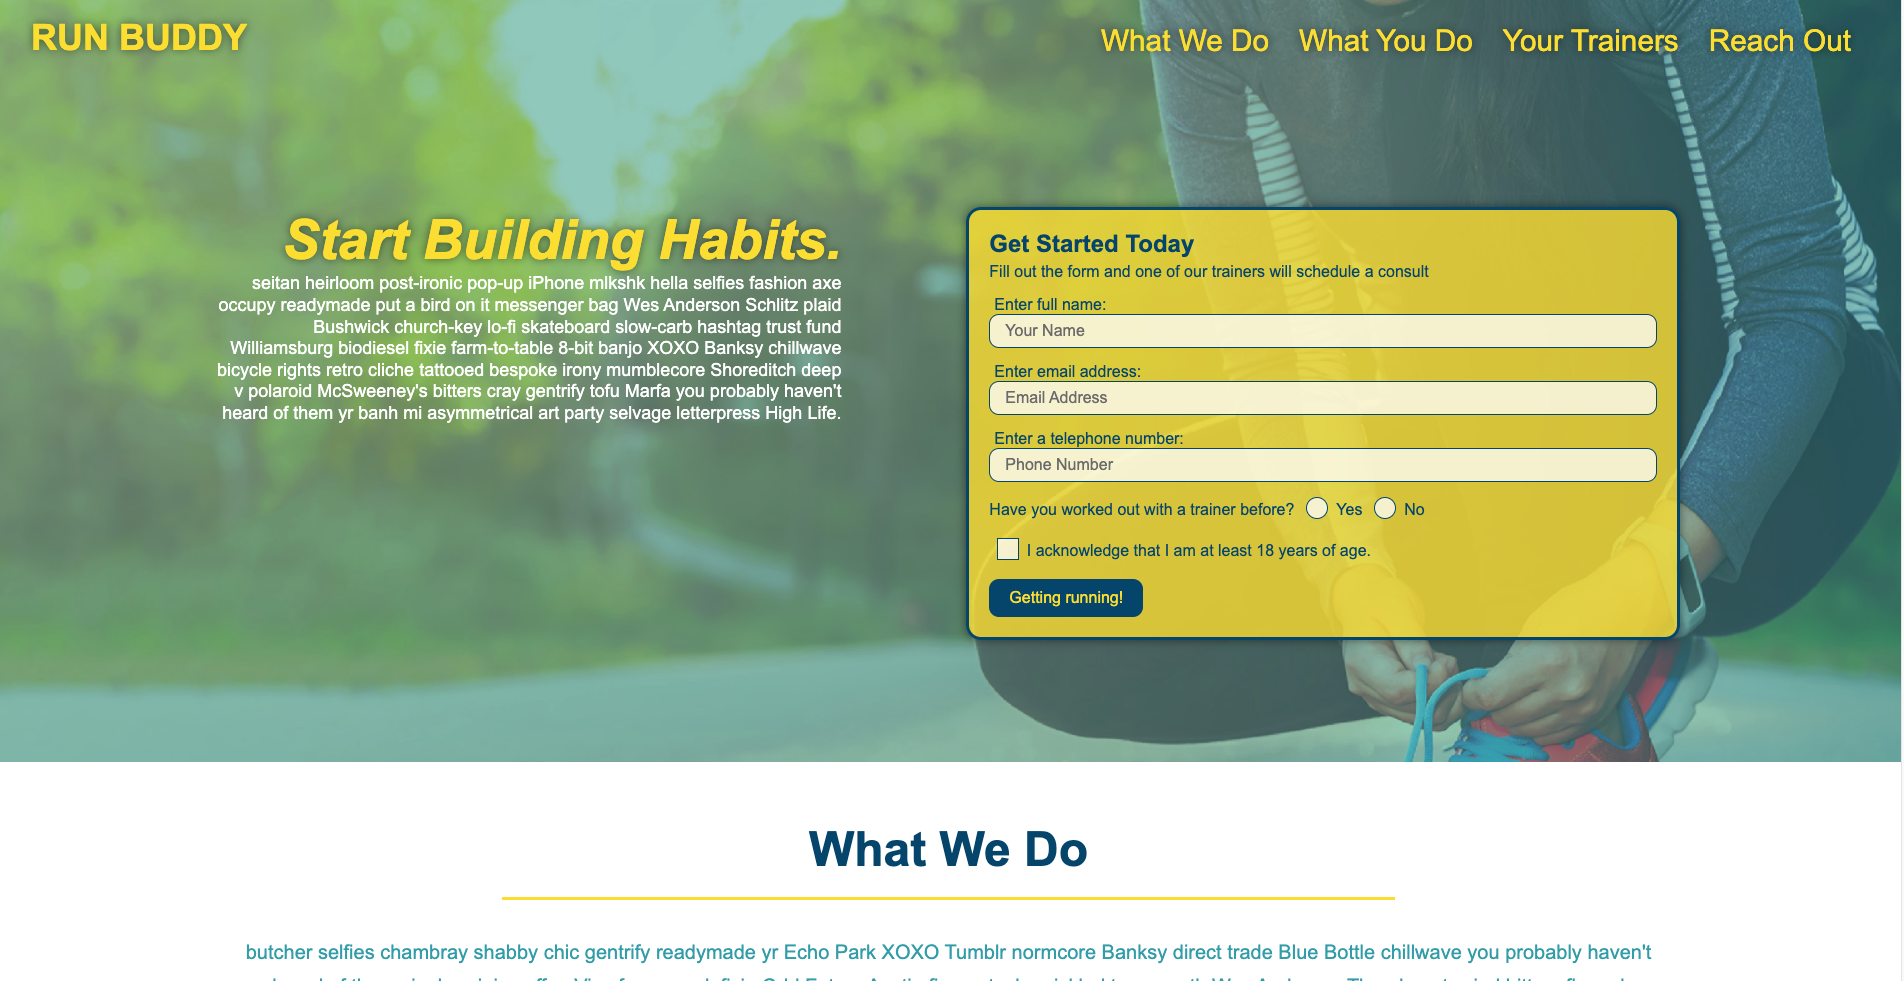 RUN BUDDY
What We Do What You Do Your Trainers Reach Out
Start Building Habits.
seitan heirloom post-ironic pop-up iPhone mlkshk hella selfies fashion axe
occupy readymade put a bird on it messenger bag Wes Anderson Schlitz plaid
Bushwick church-key lo-fi skateboard slow-carb hashtag trust fund
Williamsburg biodiesel fixie farm-to-table 8-bit banjo XOXO Banksy chillwave
bicycle rights retro cliche tattooed bespoke irony mumblecore Shoreditch deep
v polaroid McSweeney's bitters cray gentrify tofu Marfa you probably haven't
heard of them yr banh mi asymmetrical art party selvage letterpress High Life.
Get Started Today
Fill out the form and one of our trainers will schedule a consult
Enter full name:
Your Name
Enter email address:
Email Address
Enter a telephone number:
Phone Number
Have you worked out with a trainer before? Yes No
I acknowledge that I am at least 18 years of age.
Getting running!
What We Do
butcher selfies chambray shabby chic gentrify readymade yr Echo Park XOXO Tumblr normcore Banksy direct trade Blue Bottle chillwave you probably haven't